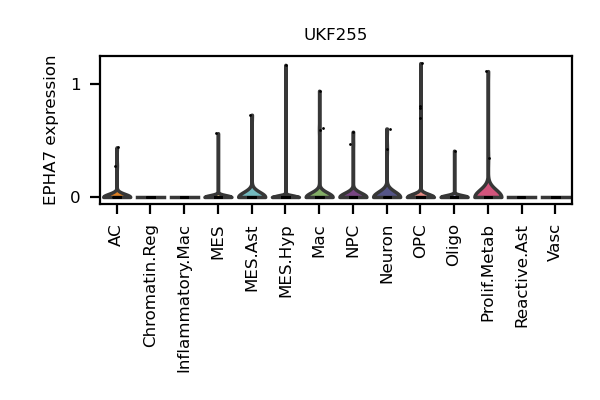 UKF255
EPHA7 expression
1
0
AC
Chromatin.Reg
Inflammatory.Mac
MES
MES.Ast
MES.Hyp
Mac
NPC
Neuron
OPC
Oligo
Prolif.Metab
Reactive.Ast
Vasc